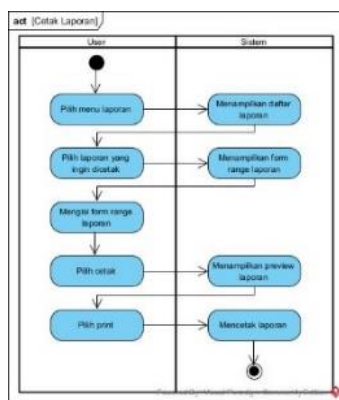 act [Cetak Laporan]
User
Sistem
Pilih menu laporan
Menampilkan daftar
laporan
Pilih laporan yang
ingin dicetak
Menampilkan form
range laporan
Mengisi form range
laporan
Pilih cetak
Menampilkan preview
laporan
Pilih print
Mencetak laporan